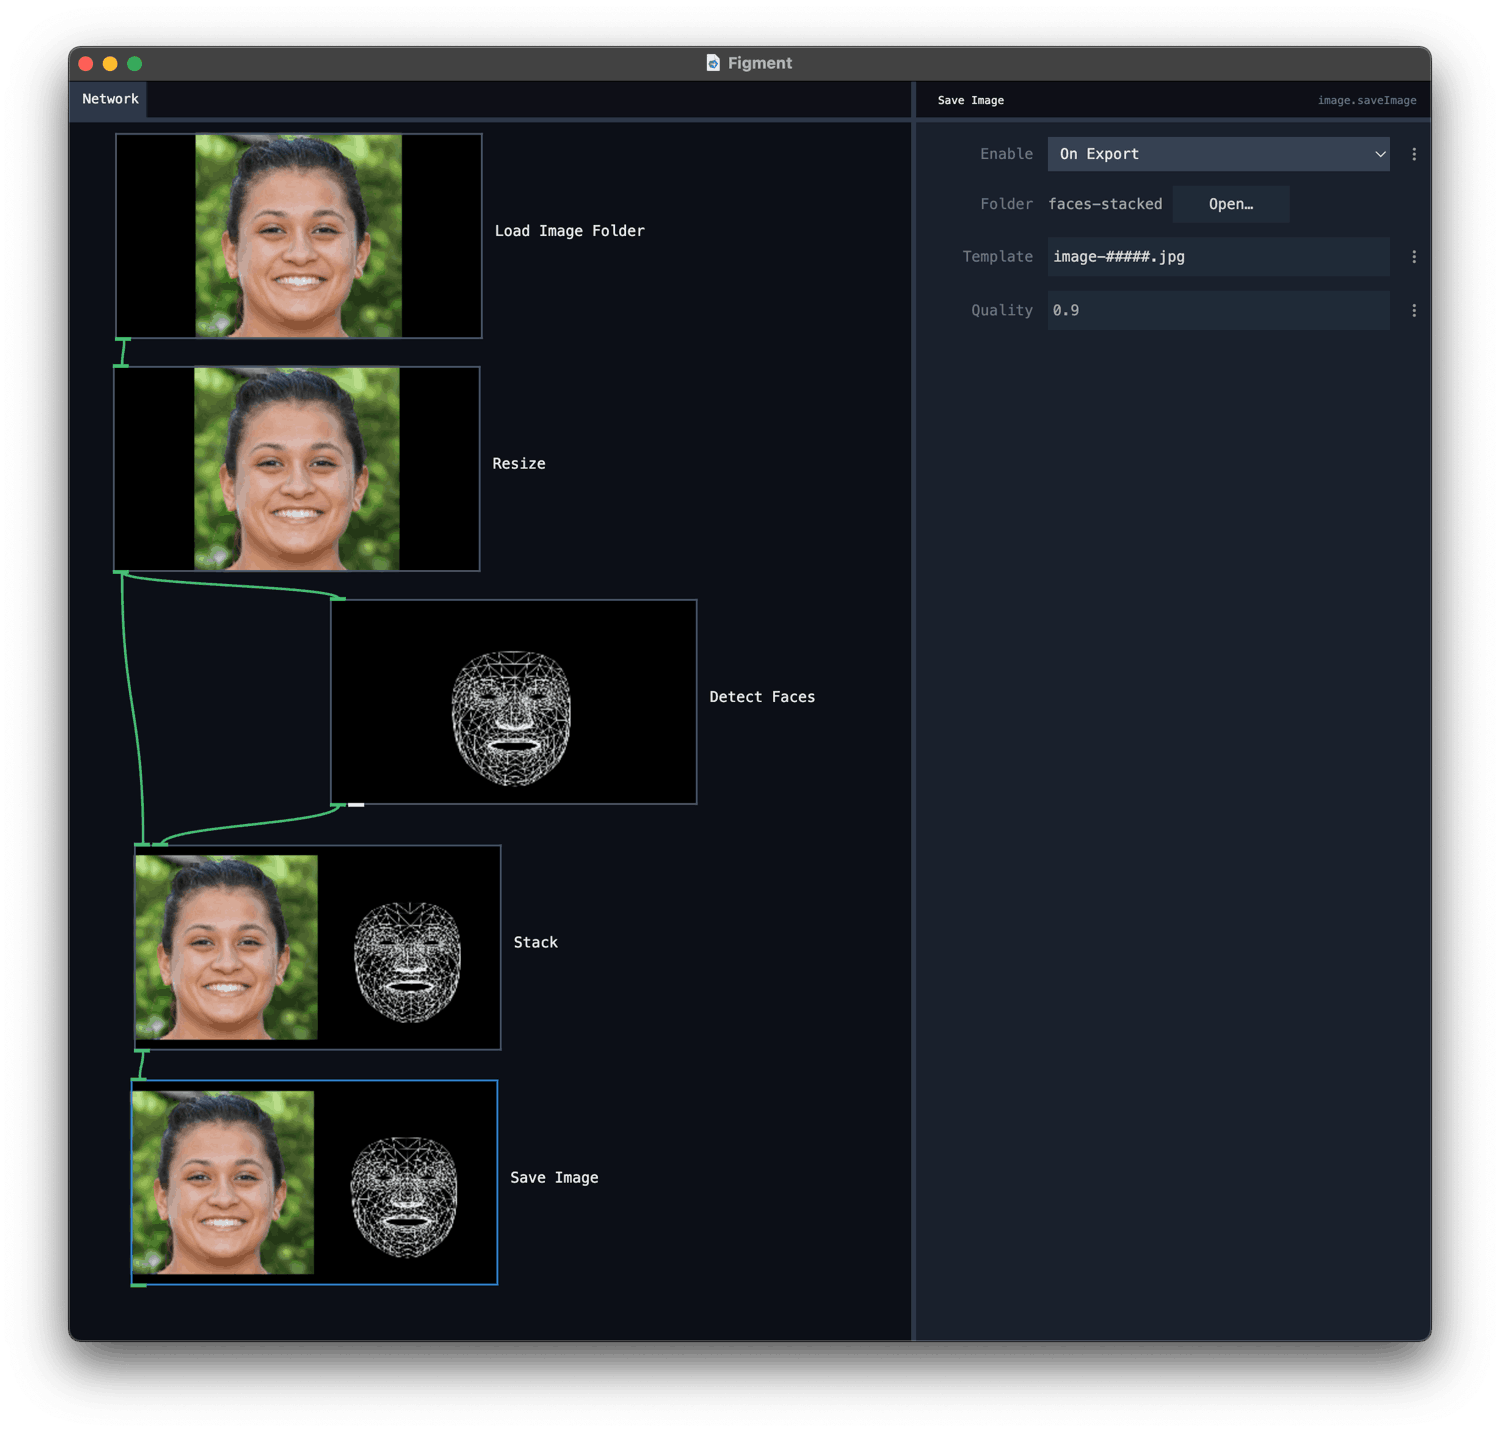 Figment
Network
Load Image Folder
Resize
Detect Faces
Stack
Save Image
Save Image image.saveImage
Enable On Export
Folder faces-stacked Open…
Template image-#####.jpg
Quality 0.9